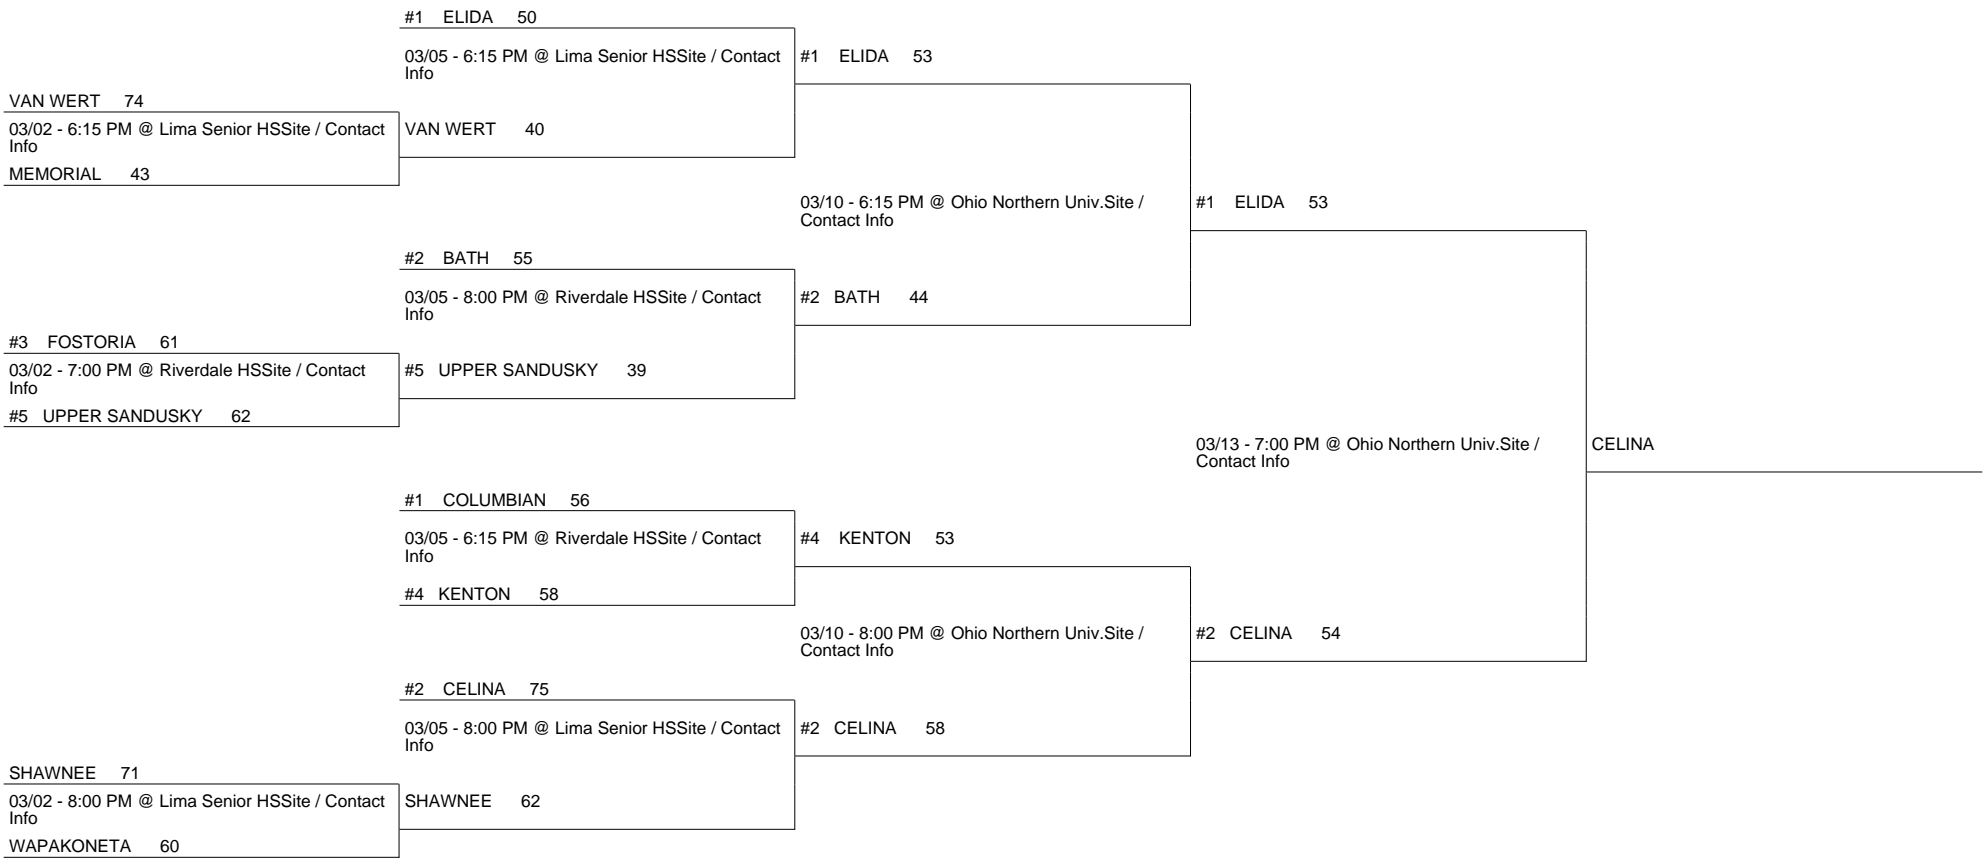 #1 ELIDA 50
03/05 - 6:15 PM @ Lima Senior HSSite / Contact
Info
#1 ELIDA 53
VAN WERT 74
03/02 - 6:15 PM @ Lima Senior HSSite / Contact
Info
VAN WERT 40
MEMORIAL 43
03/10 - 6:15 PM @ Ohio Northern Univ.Site /
Contact Info
#1 ELIDA 53
#2 BATH 55
03/05 - 8:00 PM @ Riverdale HSSite / Contact
Info
#2 BATH 44
#3 FOSTORIA 61
03/02 - 7:00 PM @ Riverdale HSSite / Contact
Info
#5 UPPER SANDUSKY 39
#5 UPPER SANDUSKY 62
03/13 - 7:00 PM @ Ohio Northern Univ.Site /
Contact Info
CELINA
#1 COLUMBIAN 56
03/05 - 6:15 PM @ Riverdale HSSite / Contact
Info
#4 KENTON 53
#4 KENTON 58
03/10 - 8:00 PM @ Ohio Northern Univ.Site /
Contact Info
#2 CELINA 54
#2 CELINA 75
03/05 - 8:00 PM @ Lima Senior HSSite / Contact
Info
#2 CELINA 58
SHAWNEE 71
03/02 - 8:00 PM @ Lima Senior HSSite / Contact
Info
SHAWNEE 62
WAPAKONETA 60